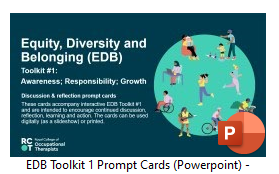 Equity, Diversity and
Belonging (EDB)
Toolkit #1:
Awareness; Responsibility; Growth
Discussion & reflection prompt cards
These cards accompany interactive EDB Toolkit #1
and are intended to encourage continued discussion,
reflection, learning and action. The cards can be used
digitally (as a slideshow) or printed.
RC
OT
Royal College of
Occupational
Therapists
P
EDB Toolkit 1 Prompt Cards (Powerpoint) -